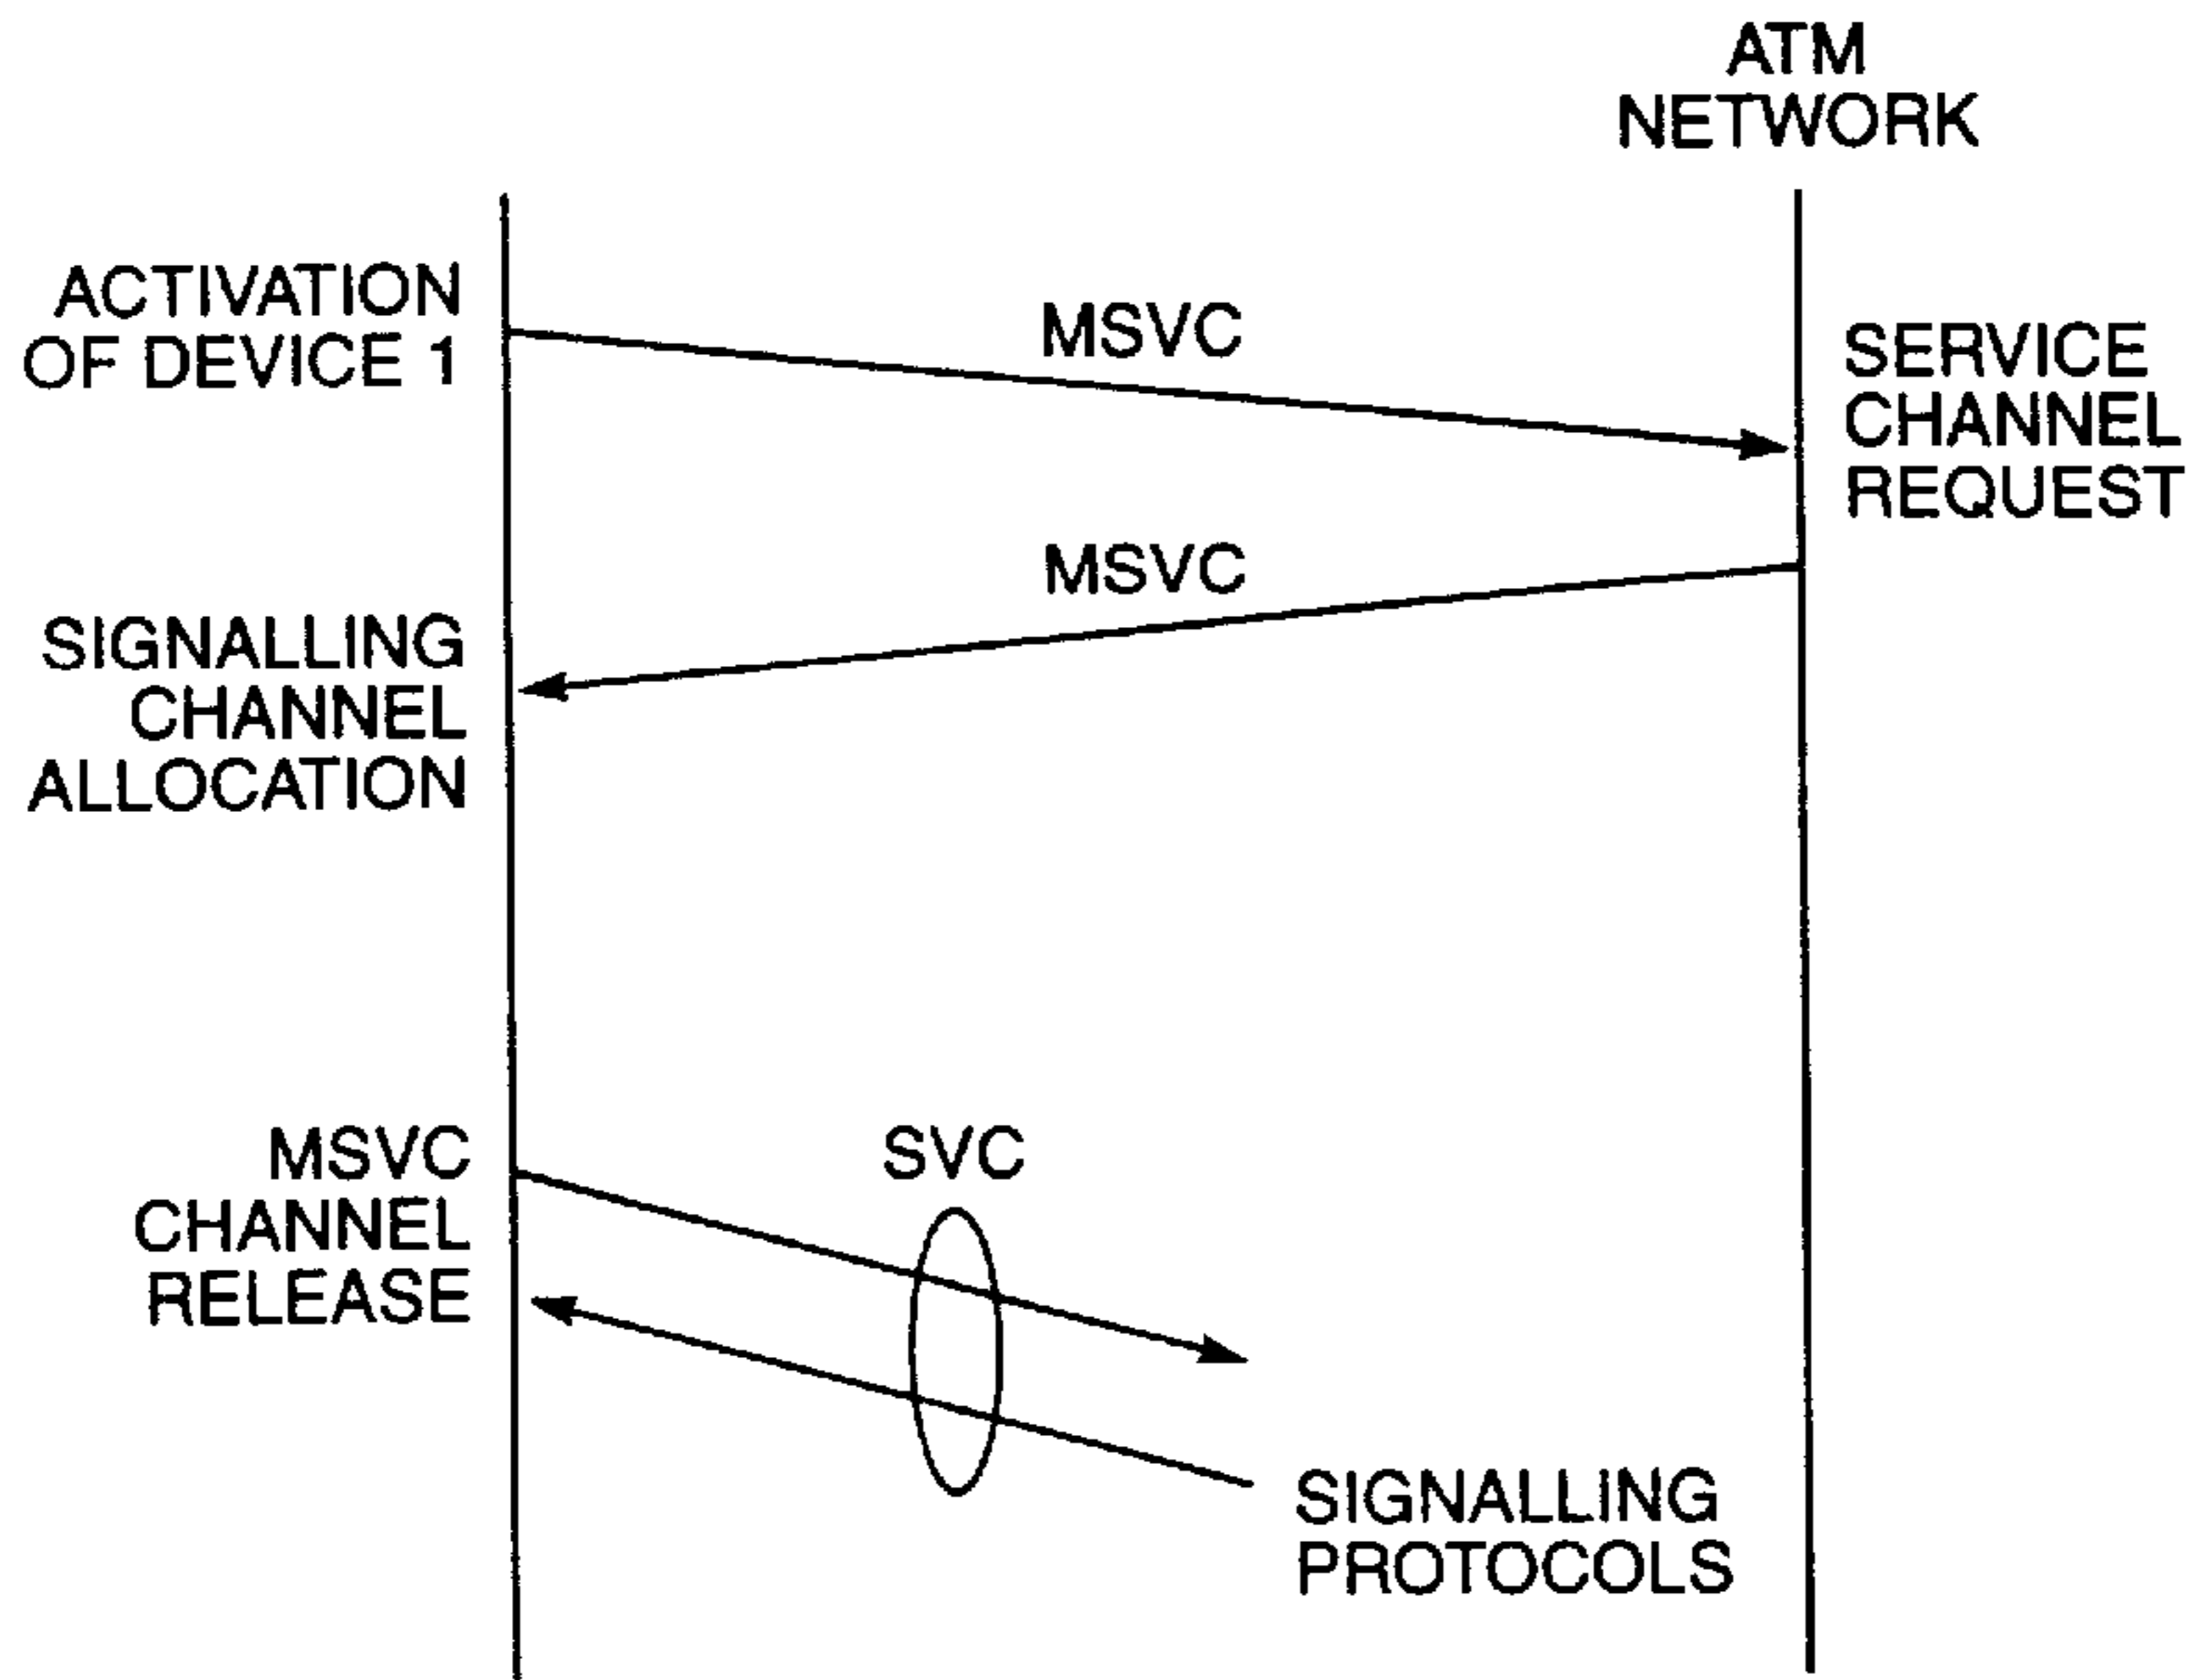 ATM
NETWORK
ACTIVATION
OF DEVICE 1
MSVC
SERVICE
CHANNEL
REQUEST
MSVC
SIGNALLING
CHANNEL
ALLOCATION
MSVC
CHANNEL
RELEASE
SVC
SIGNALLING
PROTOCOLS